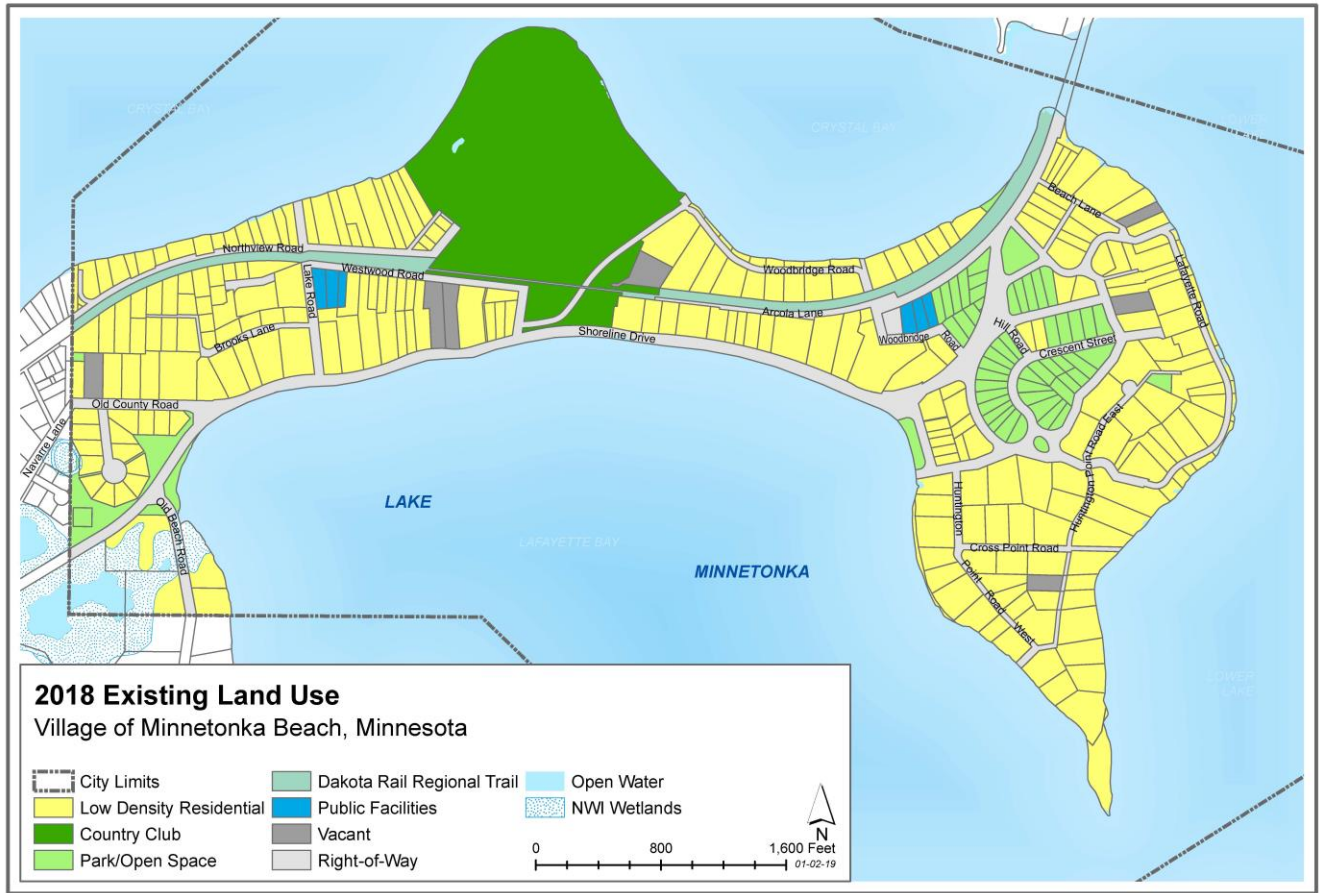 CRYSTAL BAY
CRYSTAL BAY
LOWER
LAKE
Beach Lane
Northview Road
Lafayette Road
Westwood Road
Lake Road
Woodbridge Road
Arcola Lane
Brooks Lane
Shoreline Drive
Woodbridge
Road
Hill Road
Crescent Street
Old County Road
Navarre Lane
Huntington Point Road East
LAKE
Old Beach Road
LAFAYETTE BAY
Huntington
Cross Point Road
MINNETONKA
Point
Road
West
LOWER
LAKE
2018 Existing Land Use
Village of Minnetonka Beach, Minnesota
City Limits
Low Density Residential
Country Club
Park/Open Space
Dakota Rail Regional Trail
Public Facilities
Vacant
Right-of-Way
Open Water
NWI Wetlands
N
0 800 1,600 Feet
01-02-19